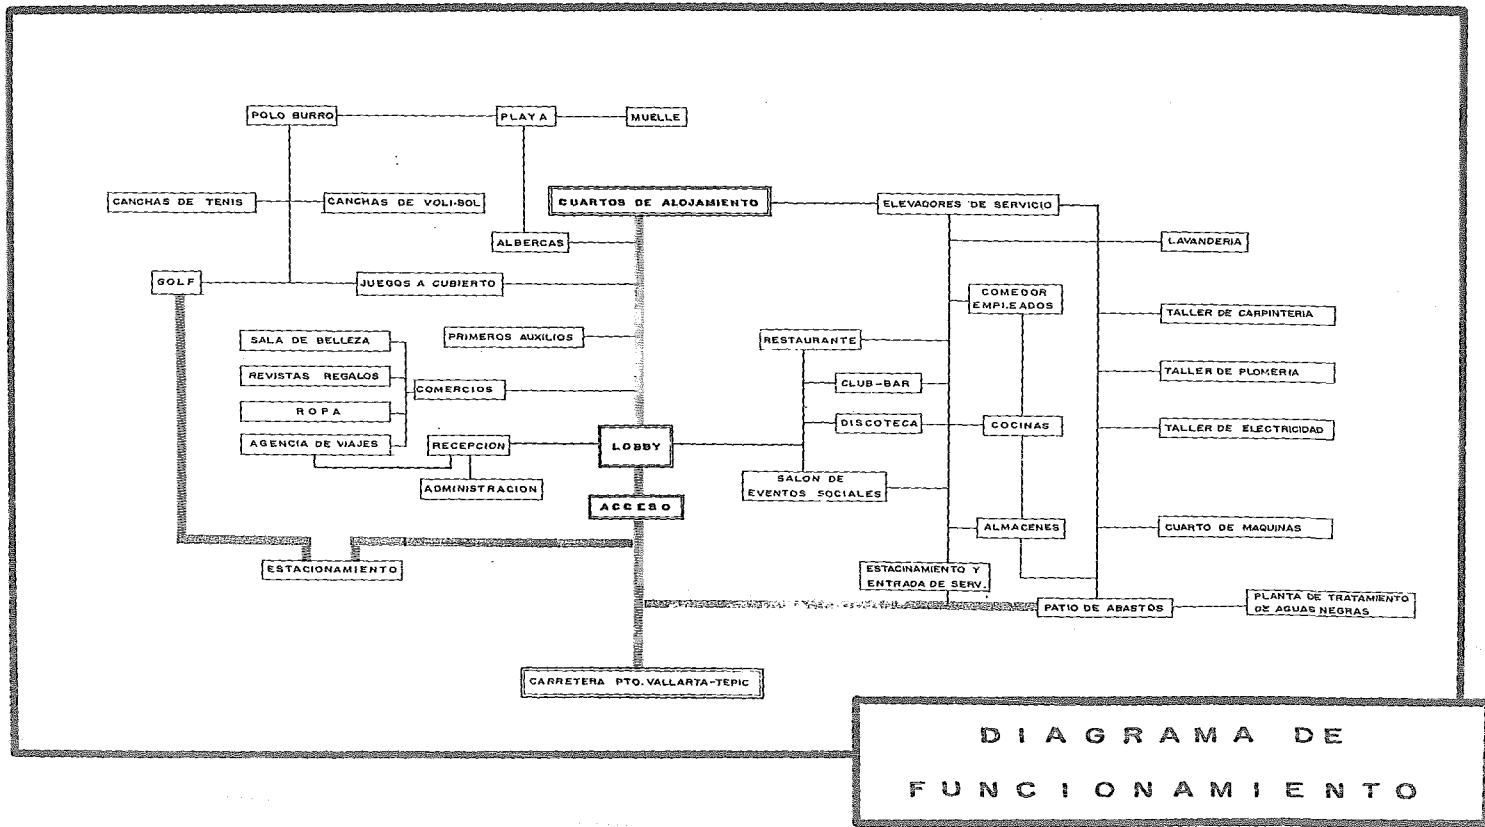 POLO BURRO
PLAYA
MUELLE
CANCHAS DE TENIS
CANCHAS DE VOLI-BOL
CUARTOS DE ALOJAMIENTO
ELEVADORES DE SERVICIO
ALBERCAS
LAVANDERIA
GOLF
JUEGOS A CUBIERTO
COMEDOR
EMPLEADOS
TALLER DE CARPINTERIA
SALA DE BELLEZA
PRIMEROS AUXILIOS
RESTAURANTE
REVISTAS REGALOS
COMERCIOS
CLUB-BAR
TALLER DE PLOMERIA
ROPA
DISCOTECA
COCINAS
TALLER DE ELECTRICIDAD
AGENCIA DE VIAJES
RECEPCION
LOBBY
ADMINISTRACION
SALON DE
EVENTOS SOCIALES
ACCESO
ALMACENES
CUARTO DE MAQUINAS
ESTACIONAMIENTO
ESTACINAMIENTO Y
ENTRADA DE SERV.
PATIO DE ABASTOS
PLANTA DE TRATAMIENTO
DE AGUAS NEGRAS
CARRETERA PTO. VALLARTA-TEPIC
DIAGRAMA DE
FUNCIONAMIENTO